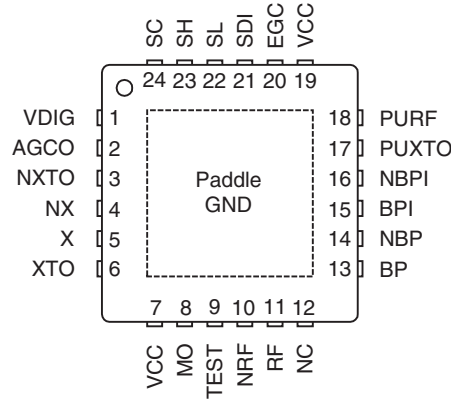 SC SH SL SDI EGC VCC
24 23 22 21 20 19
VDIG 1 18 PURF
AGCO 2 17 PUXTO
NXTO 3 Paddle 16 NBPI
NX 4 GND 15 BPI
X 5 14 NBP
XTO 6 13 BP
7 8 9 10 11 12
VCC MO TEST NRF RF NC